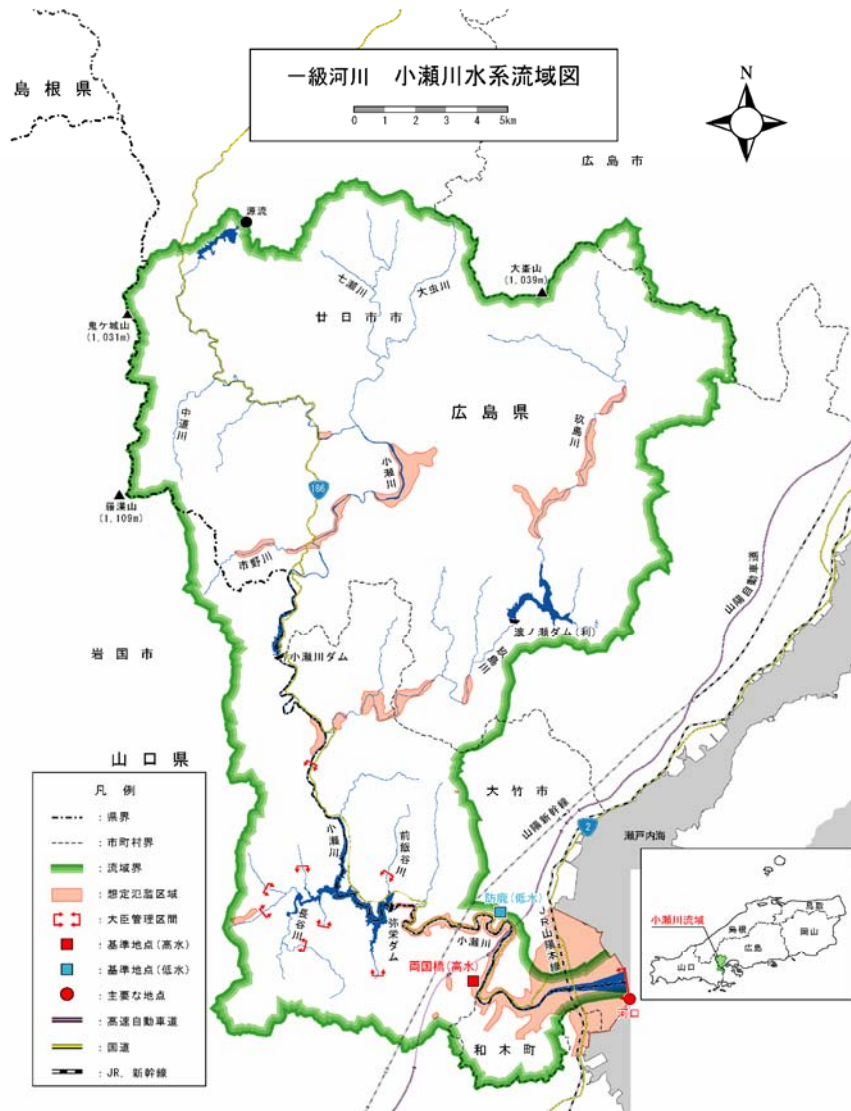 一級河川　小瀬川水系流域図
0 1 2 3 4 5km
N
島根県
広島市
源流
七瀬川
大虫川
大峯山
(1,039m)
廿日市市
鬼ケ城山
(1,031m)
広島県
中道川
玖島川
小瀬川
186
羅漢山
(1,109m)
市野川
山陽自動車道
渡ノ瀬ダム(利)
玖島川
小瀬川ダム
岩国市
山口県
大竹市
山陽新幹線
2
瀬戸内海
小瀬川
前飯谷川
長谷川
弥栄ダム
防鹿(低水)
小瀬川
JR山陽本線
両国橋(高水)
河口
和木町
凡例
：県界
：市町村界
：流域界
：想定氾濫区域
：大臣管理区間
：基準地点(高水)
：基準地点(低水)
：主要な地点
：高速自動車道
：国道
：JR、新幹線
小瀬川流域
鳥取
島根
岡山
広島
山口